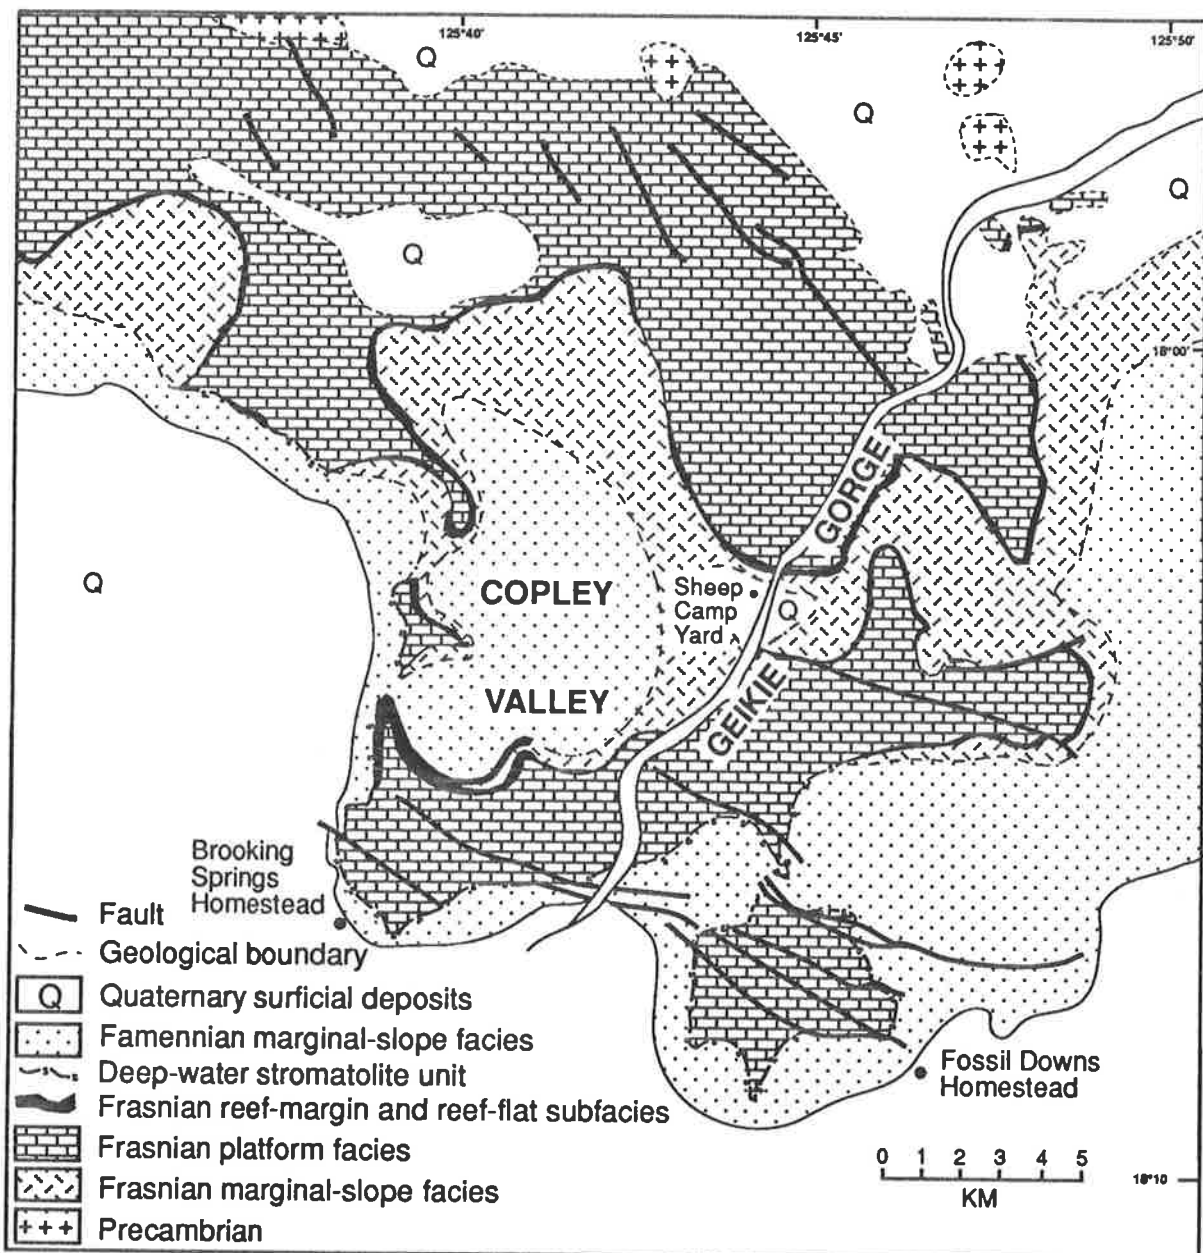 125°40'
125°45'
125°50'
Q
Q
Q
Q
18°00'
GORGE
Q
COPLEY
Sheep
Camp
Yard
Q
VALLEY
GEIKIE
Brooking
Springs
Homestead
Fault
Geological boundary
Q
Quaternary surficial deposits
Famennian marginal-slope facies
Deep-water stromatolite unit
Frasnian reef-margin and reef-flat subfacies
Frasnian platform facies
Frasnian marginal-slope facies
Precambrian
Fossil Downs
Homestead
0 1 2 3 4 5
KM
18°10